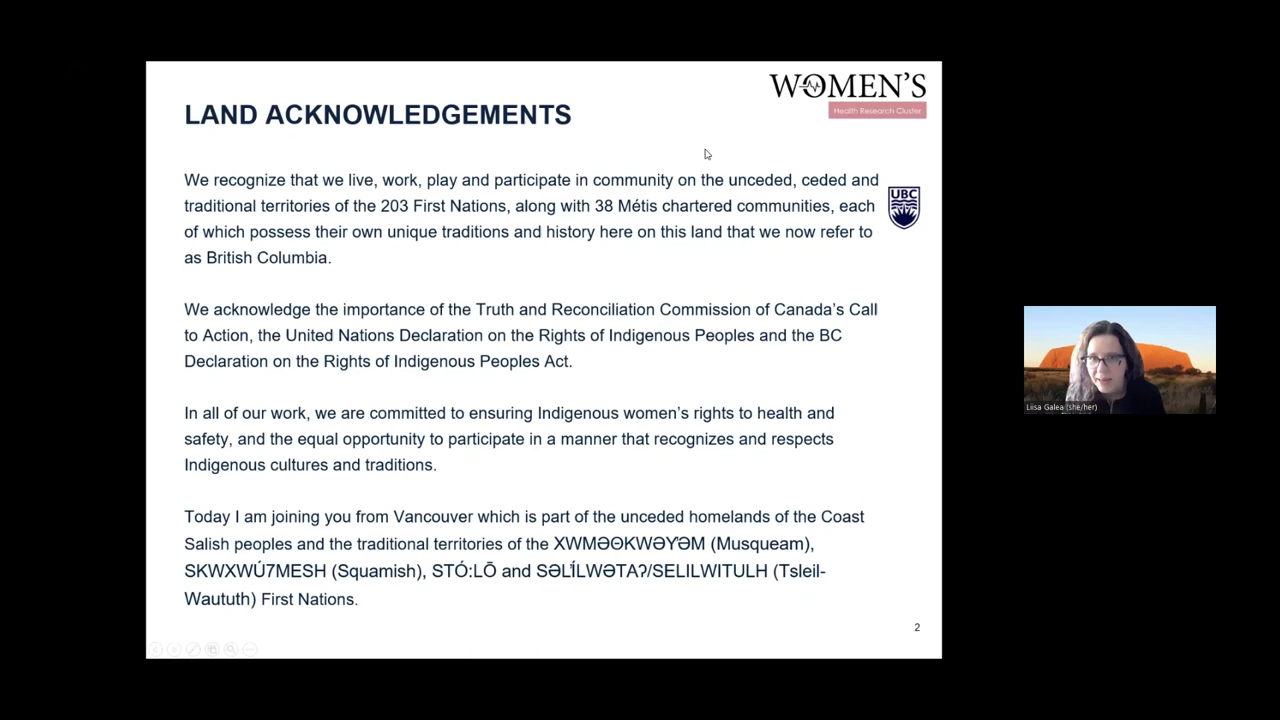 WOMEN'S
Health Research Cluster
LAND ACKNOWLEDGEMENTS
We recognize that we live, work, play and participate in community on the unceded, ceded and
traditional territories of the 203 First Nations, along with 38 Métis chartered communities, each
of which possess their own unique traditions and history here on this land that we now refer to
as British Columbia.
UBC
We acknowledge the importance of the Truth and Reconciliation Commission of Canada’s Call
to Action, the United Nations Declaration on the Rights of Indigenous Peoples and the BC
Declaration on the Rights of Indigenous Peoples Act.
In all of our work, we are committed to ensuring Indigenous women’s rights to health and
safety, and the equal opportunity to participate in a manner that recognizes and respects
Indigenous cultures and traditions.
Today I am joining you from Vancouver which is part of the unceded homelands of the Coast
Salish peoples and the traditional territories of the XWMƏΘKWƏY̓ƏM (Musqueam),
SKWXWÚ7MESH (Squamish), STÓ:LŌ and SƏL̓ÍLWƏTAʔ/SELILWITULH (Tsleil-
Waututh) First Nations.
2
Liisa Galea (she/her)